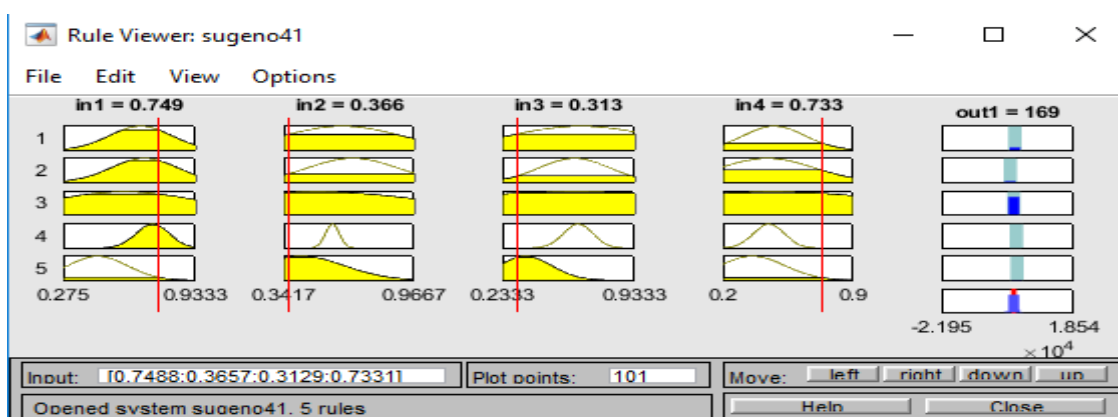 Rule Viewer: sugeno41
File Edit View Options
in1 = 0.749 in2 = 0.366 in3 = 0.313 in4 = 0.733 out1 = 169
1
2
3
4
5
0.275 0.9333 0.3417 0.9667 0.2333 0.9333 0.2 0.9
-2.195 1.854
×10⁴
Input: [0.7488;0.3657;0.3129;0.7331] Plot points: 101 Move: left right down up
Opened system sugeno41, 5 rules Help Close